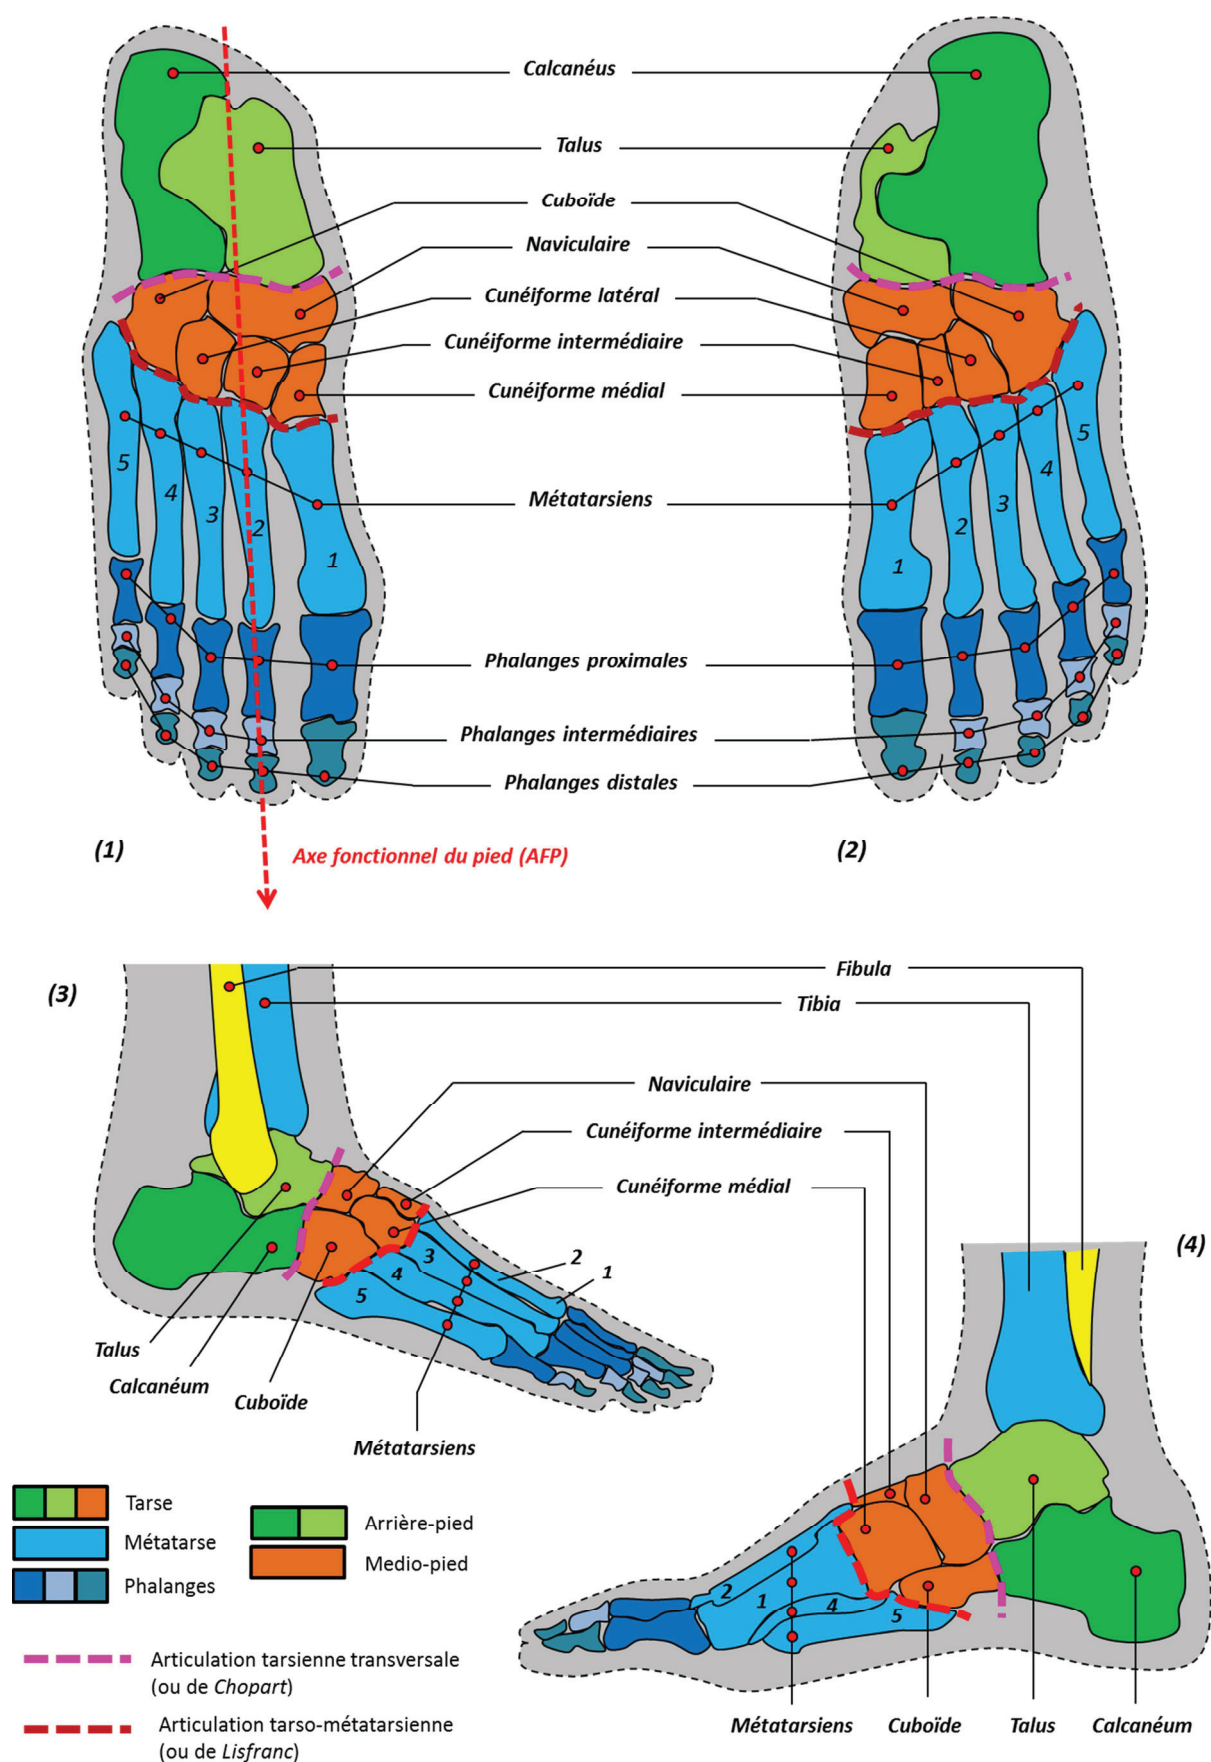 Calcanéus
Talus
Cuboïde
Naviculaire
Cunéiforme latéral
Cunéiforme intermédiaire
Cunéiforme médial
5
4
3
2
1
Métatarsiens
1
2
3
4
5
Phalanges proximales
Phalanges intermédiaires
Phalanges distales
(1)
Axe fonctionnel du pied (AFP)
(2)
(3)
Fibula
Tibia
Naviculaire
Cunéiforme intermédiaire
Cunéiforme médial
3
4
5
2
1
Talus
Calcanéum
Cuboïde
Métatarsiens
(4)
2
1
4
5
Métatarsiens
Cuboïde
Talus
Calcanéum
Tarse
Métatarse
Phalanges
Arrière-pied
Medio-pied
Articulation tarsienne transversale
(ou de Chopart)
Articulation tarso-métatarsienne
(ou de Lisfranc)